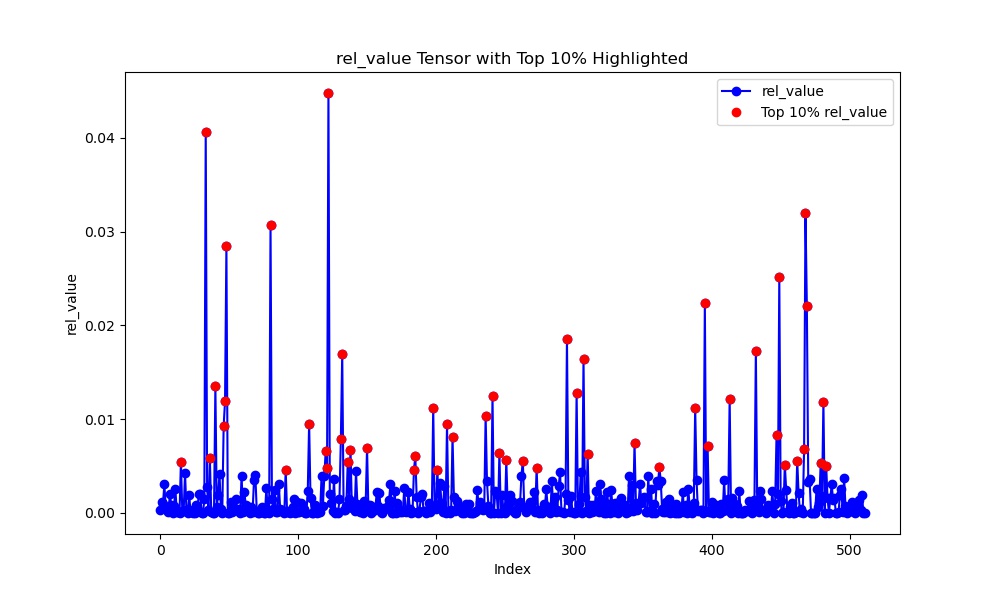 rel_value Tensor with Top 10% Highlighted
rel_value
Top 10% rel_value
0.04
0.03
0.02
0.01
0.00
rel_value
0
100
200
300
400
500
Index